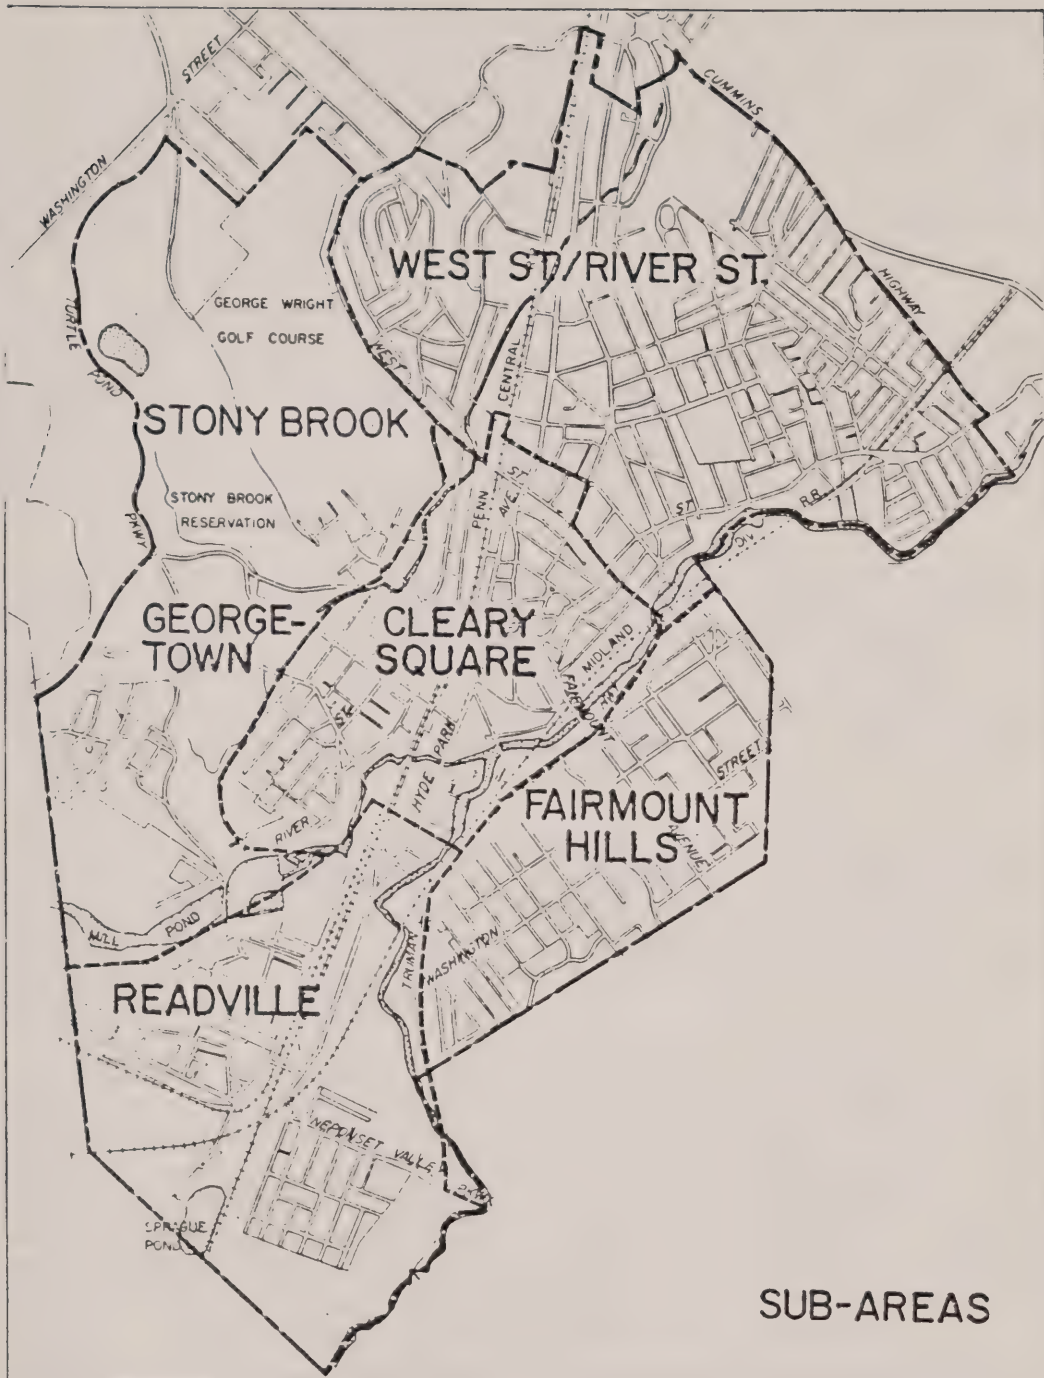 STREET
CUMMINS
WASHINGTON
WEST ST./RIVER ST.
HIGHWAY
GEORGE WRIGHT
GOLF COURSE
TURTLE
POND
PKWY
WEST
CENTRAL
STONY BROOK
STONY BROOK
RESERVATION
PENN
ST
AVE.
ST
R.R.
DIV
GEORGE-
TOWN
CLEARY
SQUARE
MIDLAND
FAIRMOUNT
HWY
ST.
HYDE PARK
STREET
RIVER
FAIRMOUNT
HILLS
AVENUE
MILL POND
TRUMAN
WASHINGTON
READVILLE
NEPONSET VALLEY
PKWY
SPRAGUE
POND
SUB-AREAS